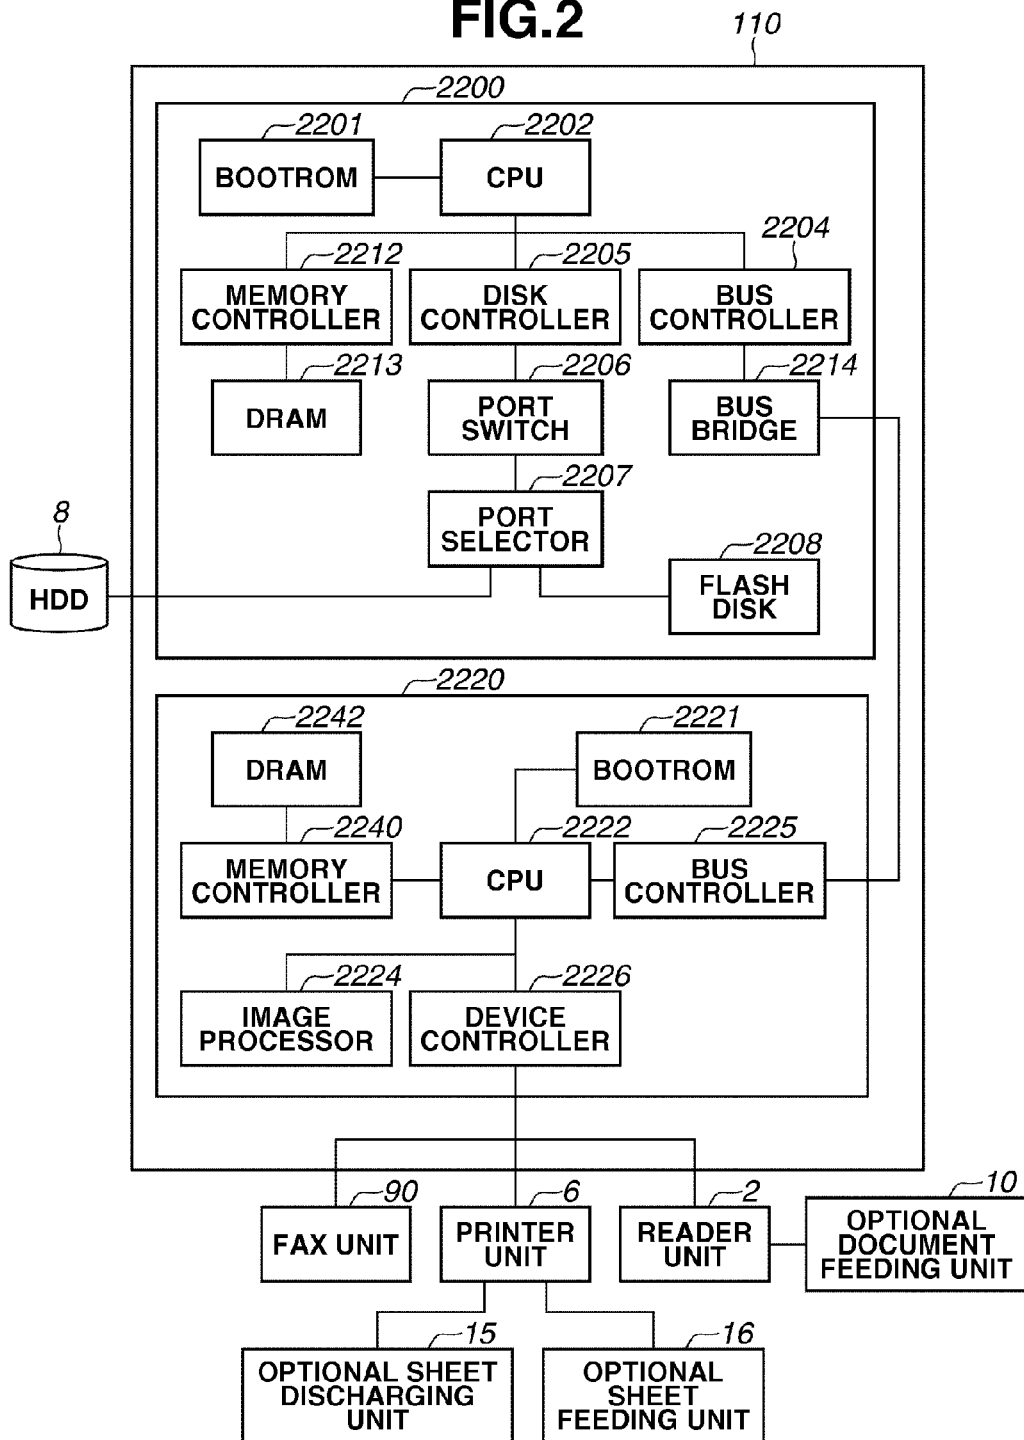 FIG.2
110
2200
2201
2202
BOOTROM
CPU
2204
2212
2205
MEMORY
CONTROLLER
DISK
CONTROLLER
BUS
CONTROLLER
2213
2206
2214
DRAM
PORT
SWITCH
BUS
BRIDGE
2207
PORT
SELECTOR
8
HDD
2208
FLASH
DISK
2220
2242
2221
DRAM
BOOTROM
2240
2222
2225
MEMORY
CONTROLLER
CPU
BUS
CONTROLLER
2224
2226
IMAGE
PROCESSOR
DEVICE
CONTROLLER
90
6
2
10
FAX UNIT
PRINTER
UNIT
READER
UNIT
OPTIONAL
DOCUMENT
FEEDING UNIT
15
16
OPTIONAL SHEET
DISCHARGING
UNIT
OPTIONAL
SHEET
FEEDING UNIT